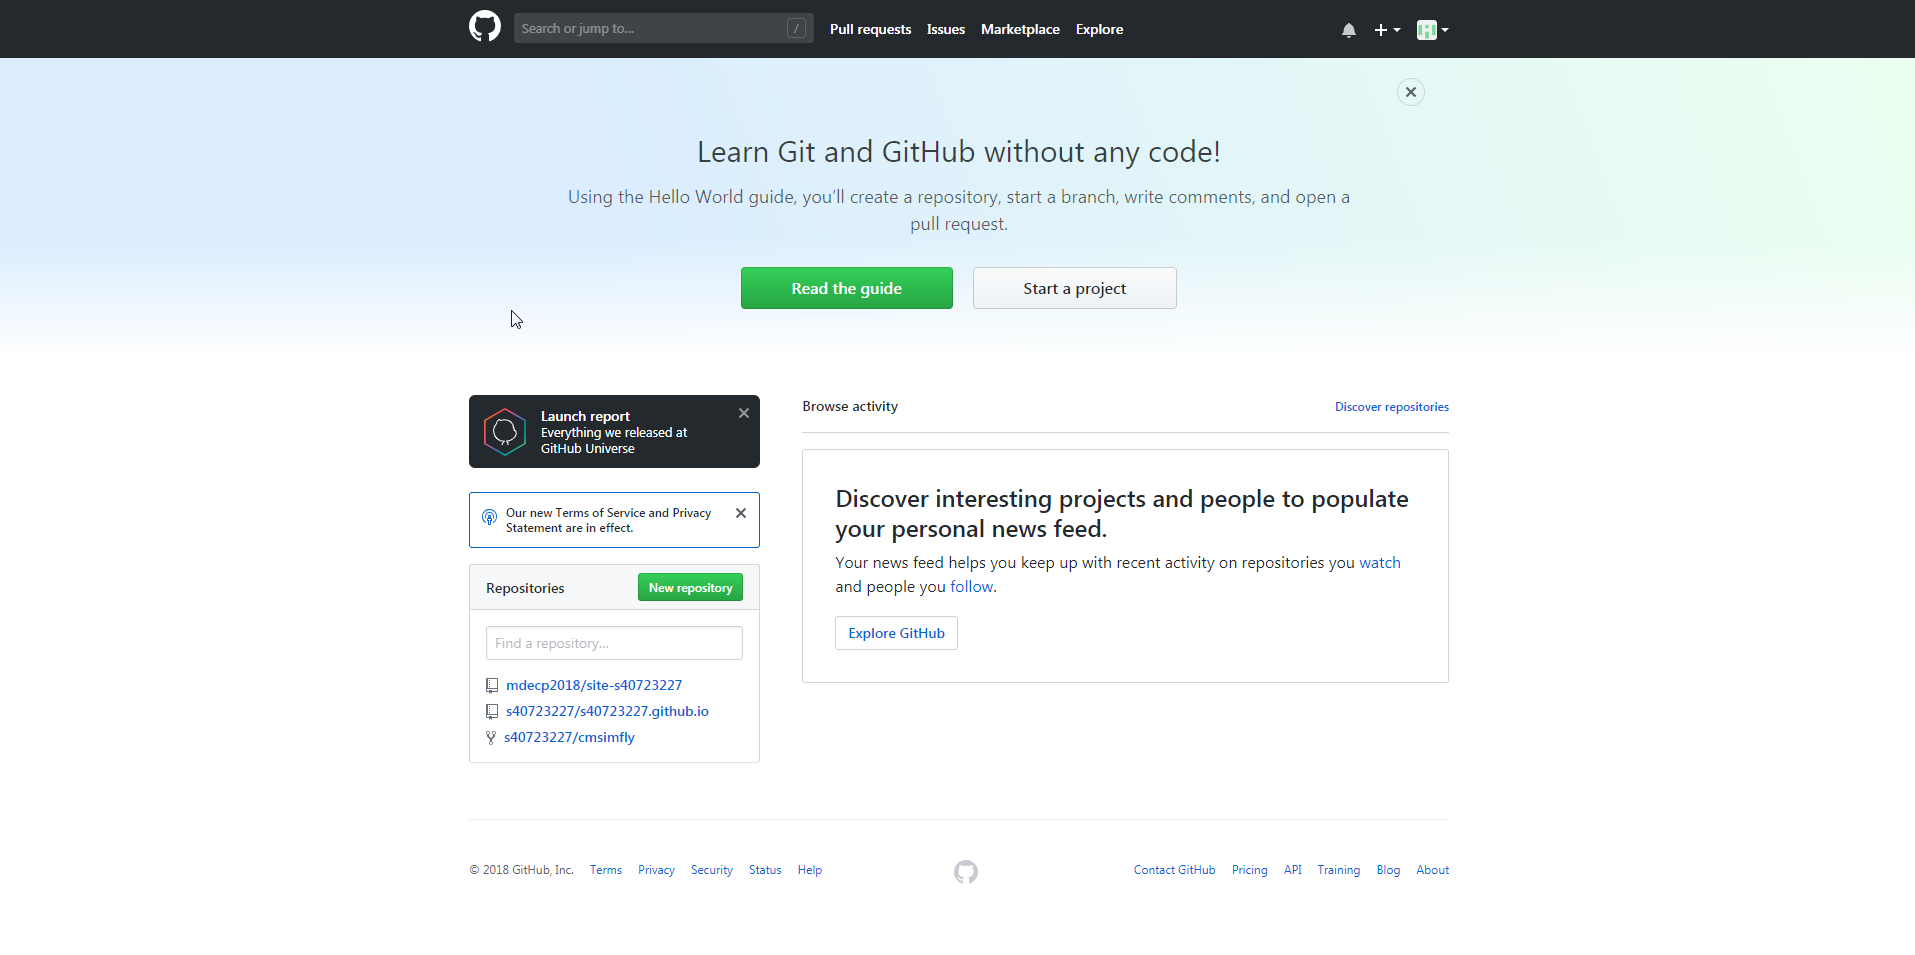 Search or jump to... /
Pull requests Issues Marketplace Explore
Learn Git and GitHub without any code!
Using the Hello World guide, you’ll create a repository, start a branch, write comments, and open a
pull request.
Read the guide
Start a project
Launch report
Everything we released at
GitHub Universe
Our new Terms of Service and Privacy
Statement are in effect.
Repositories
New repository
Find a repository...
mdecp2018/site-s40723227
s40723227/s40723227.github.io
s40723227/cmsimfly
Browse activity
Discover repositories
Discover interesting projects and people to populate
your personal news feed.
Your news feed helps you keep up with recent activity on repositories you watch
and people you follow.
Explore GitHub
© 2018 GitHub, Inc. Terms Privacy Security Status Help
Contact GitHub Pricing API Training Blog About